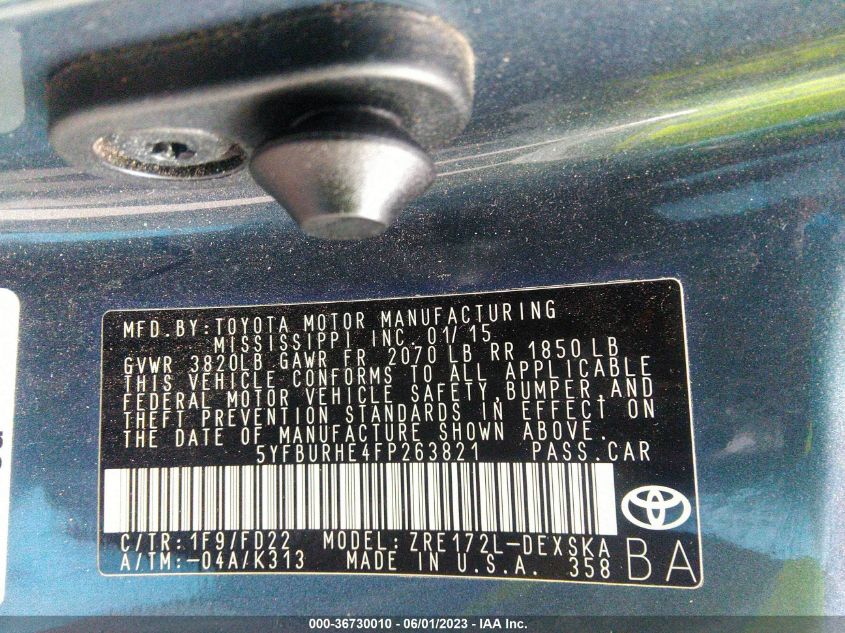 MFD.BY:TOYOTA MOTOR MANUFACTURING
MISSISSIPPI INC. 01/15
GVWR 3820LB GAWR FR 2070 LB RR 1850 LB
THIS VEHICLE CONFORMS TO ALL APPLICABLE
FEDERAL MOTOR VEHICLE SAFETY,BUMPER,AND
THEFT PREVENTION STANDARDS IN EFFECT ON
THE DATE OF MANUFACTURE SHOWN ABOVE.
5YFBURHE4FP263821 PASS.CAR
C/TR:1F9/FD22 MODEL:ZRE172L-DEXSKA
A/TM:-04A/K313 MADE IN U.S.A. 358
BA
000-36730010 - 06/01/2023 - IAA Inc.